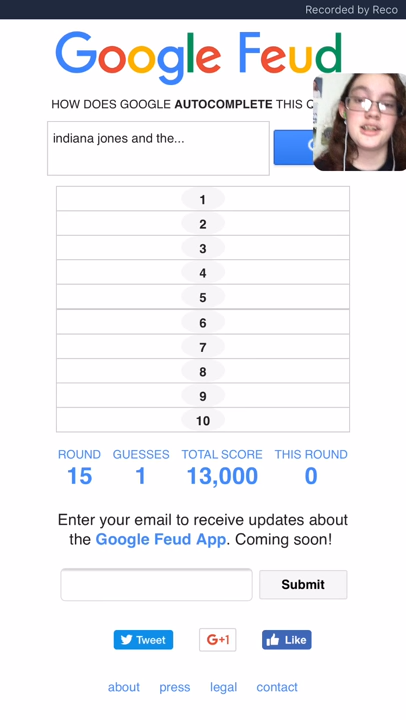 Recorded by Reco
Google Feud
HOW DOES GOOGLE AUTOCOMPLETE THIS
indiana jones and the...
1
2
3
4
5
6
7
8
9
10
ROUND GUESSES TOTAL SCORE THIS ROUND
15 1 13,000 0
Enter your email to receive updates about
the Google Feud App. Coming soon!
Submit
Tweet G+1 Like
about press legal contact